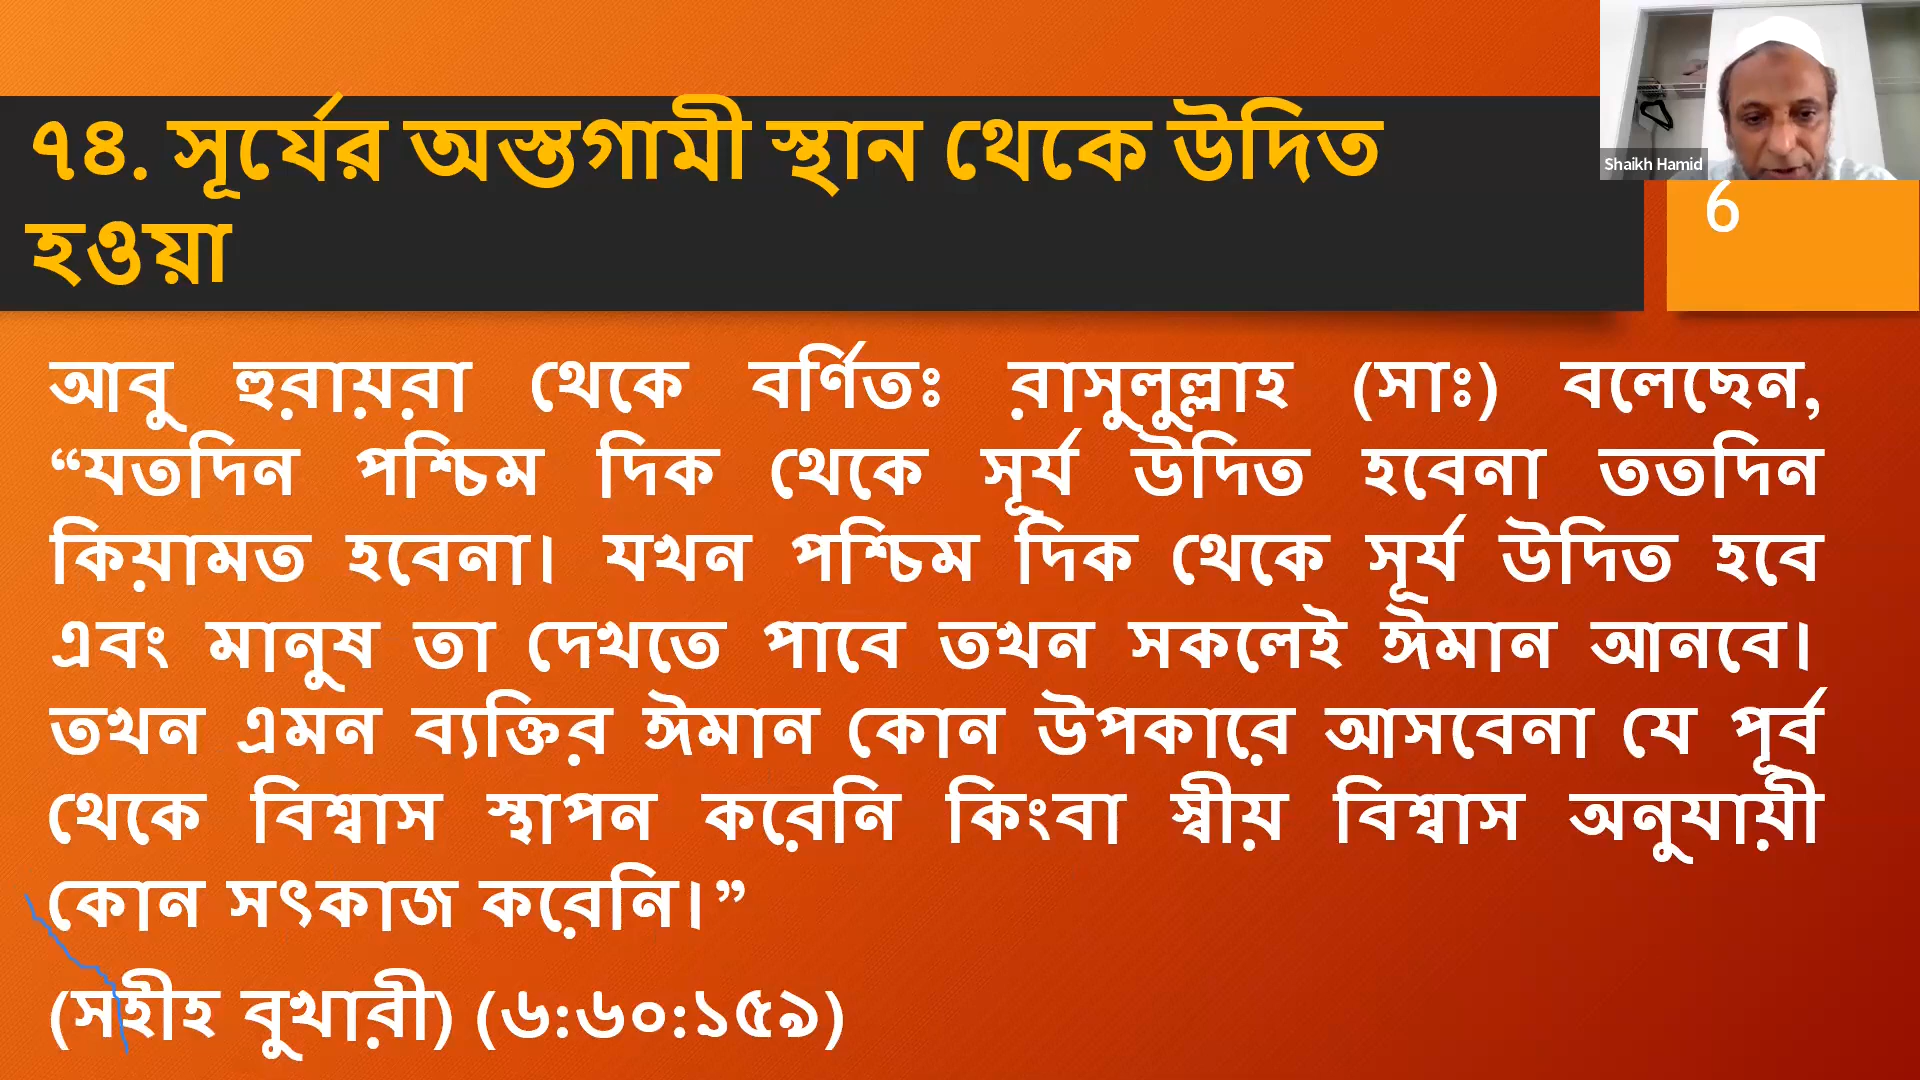 ৭৪. সূর্যের অস্তগামী স্থান থেকে উদিত
হওয়া
Shaikh Hamid
6
আবু হুরায়রা থেকে বর্ণিতঃ রাসুলুল্লাহ (সাঃ) বলেছেন,
“যতদিন পশ্চিম দিক থেকে সূর্য উদিত হবেনা ততদিন
কিয়ামত হবেনা। যখন পশ্চিম দিক থেকে সূর্য উদিত হবে
এবং মানুষ তা দেখতে পাবে তখন সকলেই ঈমান আনবে।
তখন এমন ব্যক্তির ঈমান কোন উপকারে আসবেনা যে পূর্ব
থেকে বিশ্বাস স্থাপন করেনি কিংবা স্বীয় বিশ্বাস অনুযায়ী
কোন সৎকাজ করেনি।”
(সহীহ বুখারী) (৬:৬০:১৫৯)